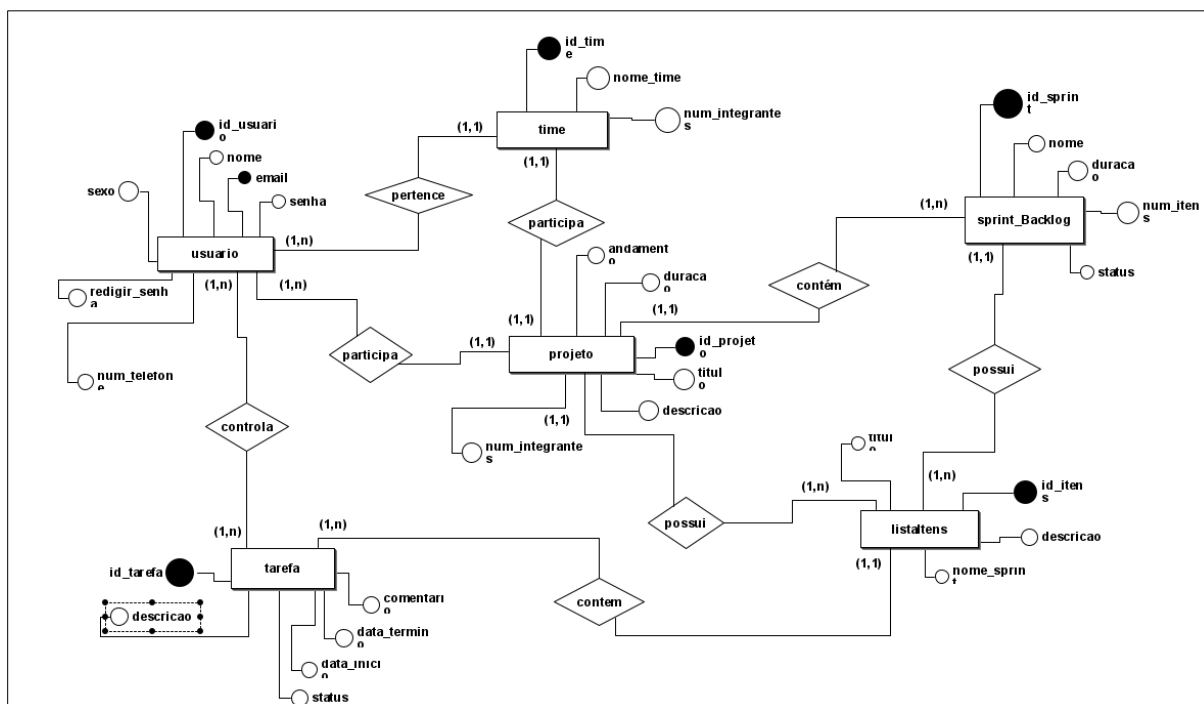 id_tim
e
nome_time
num_integrante
s
time
(1,1)
(1,1)
id_usuari
o
nome
email
senha
sexo
usuario
(1,n)
redigir_senh
a
(1,n)
(1,n)
num_telefon
e
pertence
participa
id_sprin
t
nome
duraca
o
num_iten
s
sprint_Backlog
(1,n)
(1,1)
status
contém
andament
o
duraca
o
(1,1)
(1,1)
participa
(1,1)
projeto
id_projet
o
titul
o
descricao
(1,1)
num_integrante
s
possui
controla
titul
o
(1,n)
(1,n)
id_iten
s
possui
listaItens
descricao
(1,1)
nome_sprin
t
(1,n)
(1,n)
id_tarefa
tarefa
descricao
comentari
o
contem
data_termin
o
data_inici
o
status